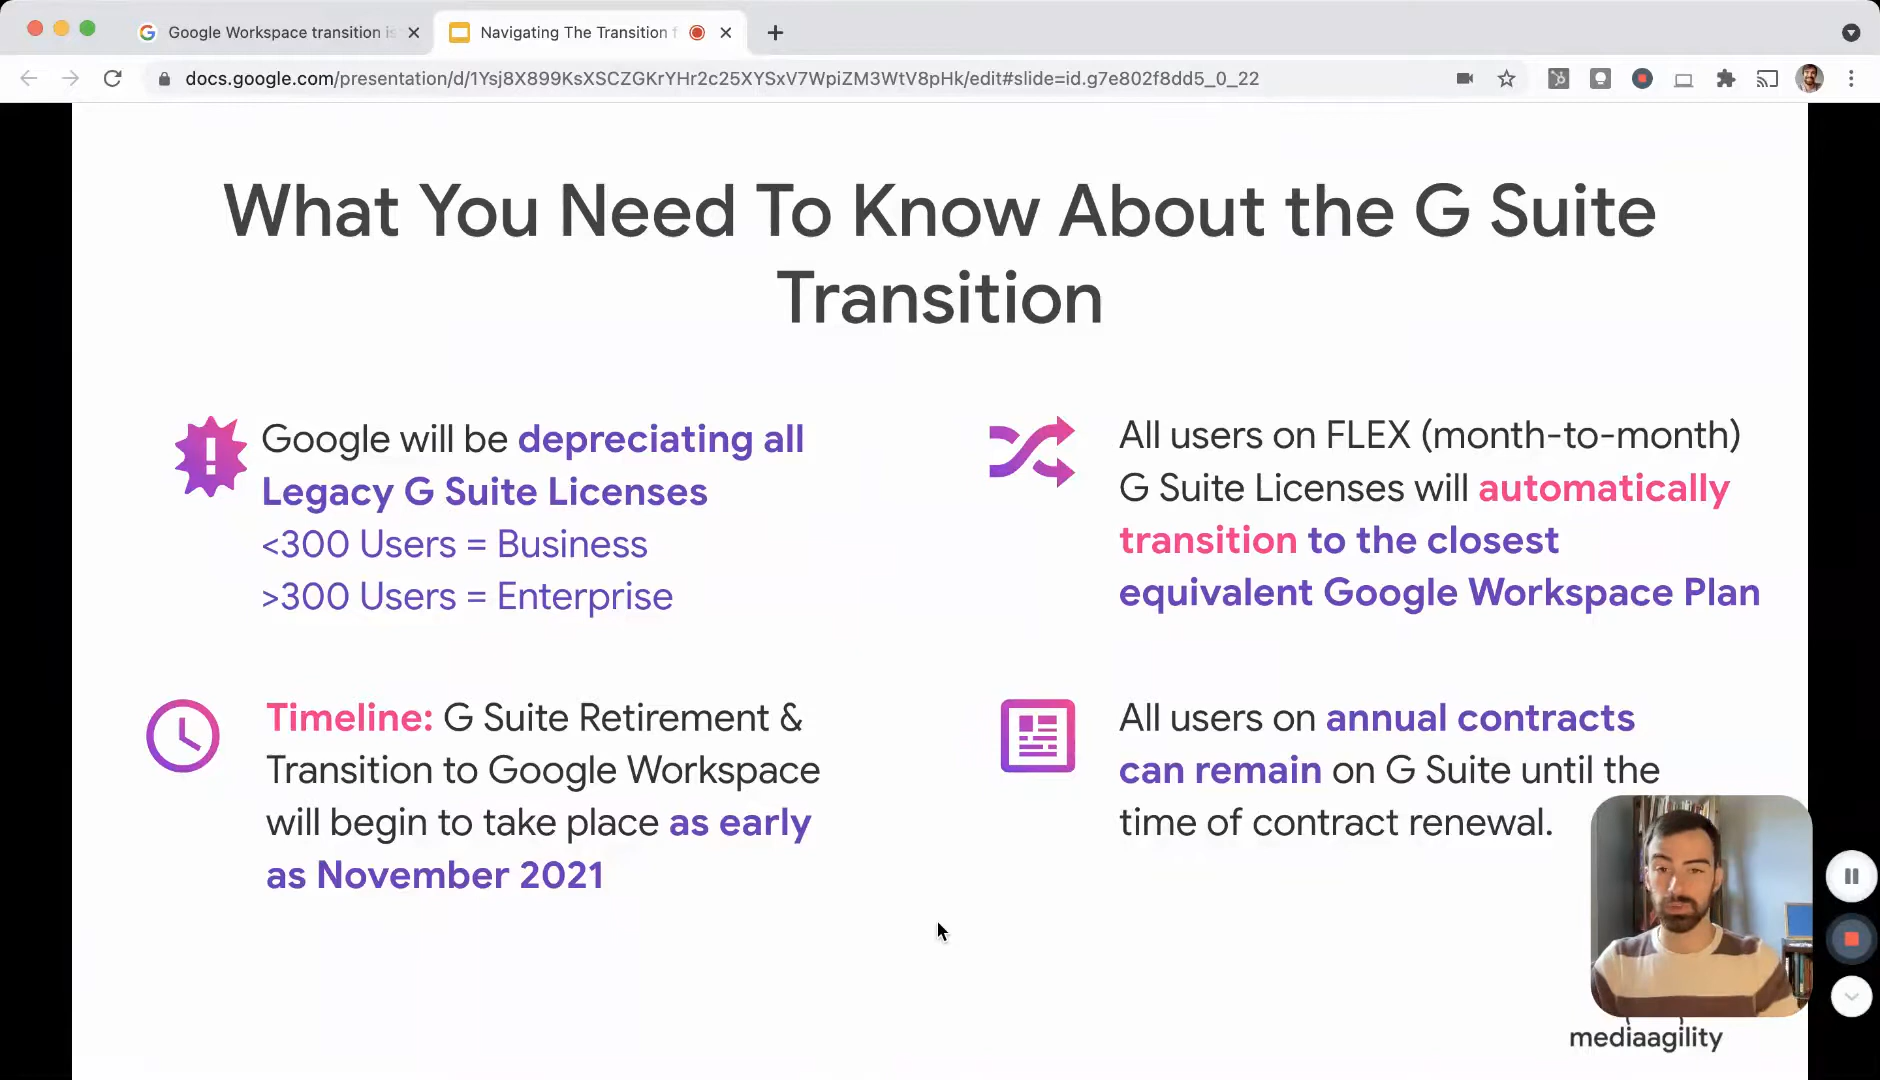 Google Workspace transition is
Navigating The Transition f
docs.google.com/presentation/d/1Ysj8X899KsXSCZGKrYHr2c25XYSxV7WpiZM3WtV8pHk/edit#slide=id.g7e802f8dd5_0_22
What You Need To Know About the G Suite
Transition
Google will be depreciating all
Legacy G Suite Licenses
<300 Users = Business
>300 Users = Enterprise
All users on FLEX (month-to-month)
G Suite Licenses will automatically
transition to the closest
equivalent Google Workspace Plan
Timeline: G Suite Retirement &
Transition to Google Workspace
will begin to take place as early
as November 2021
All users on annual contracts
can remain on G Suite until the
time of contract renewal.
mediaagility